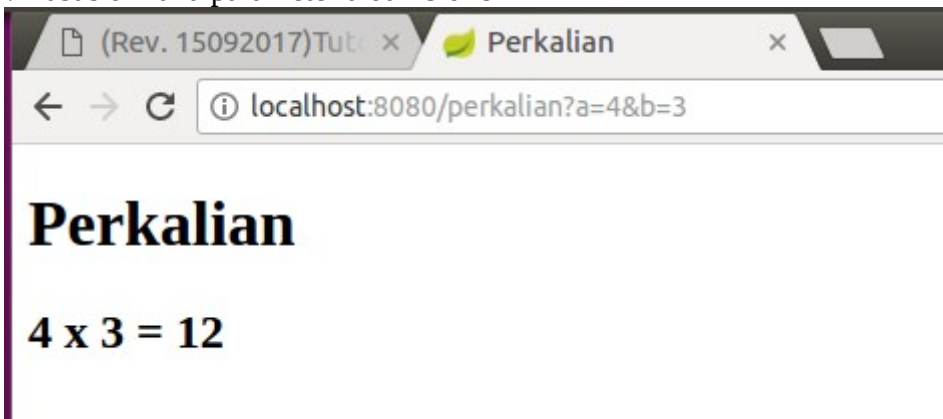 (Rev. 15092017)Tut
Perkalian
localhost:8080/perkalian?a=4&b=3
Perkalian
4 x 3 = 12